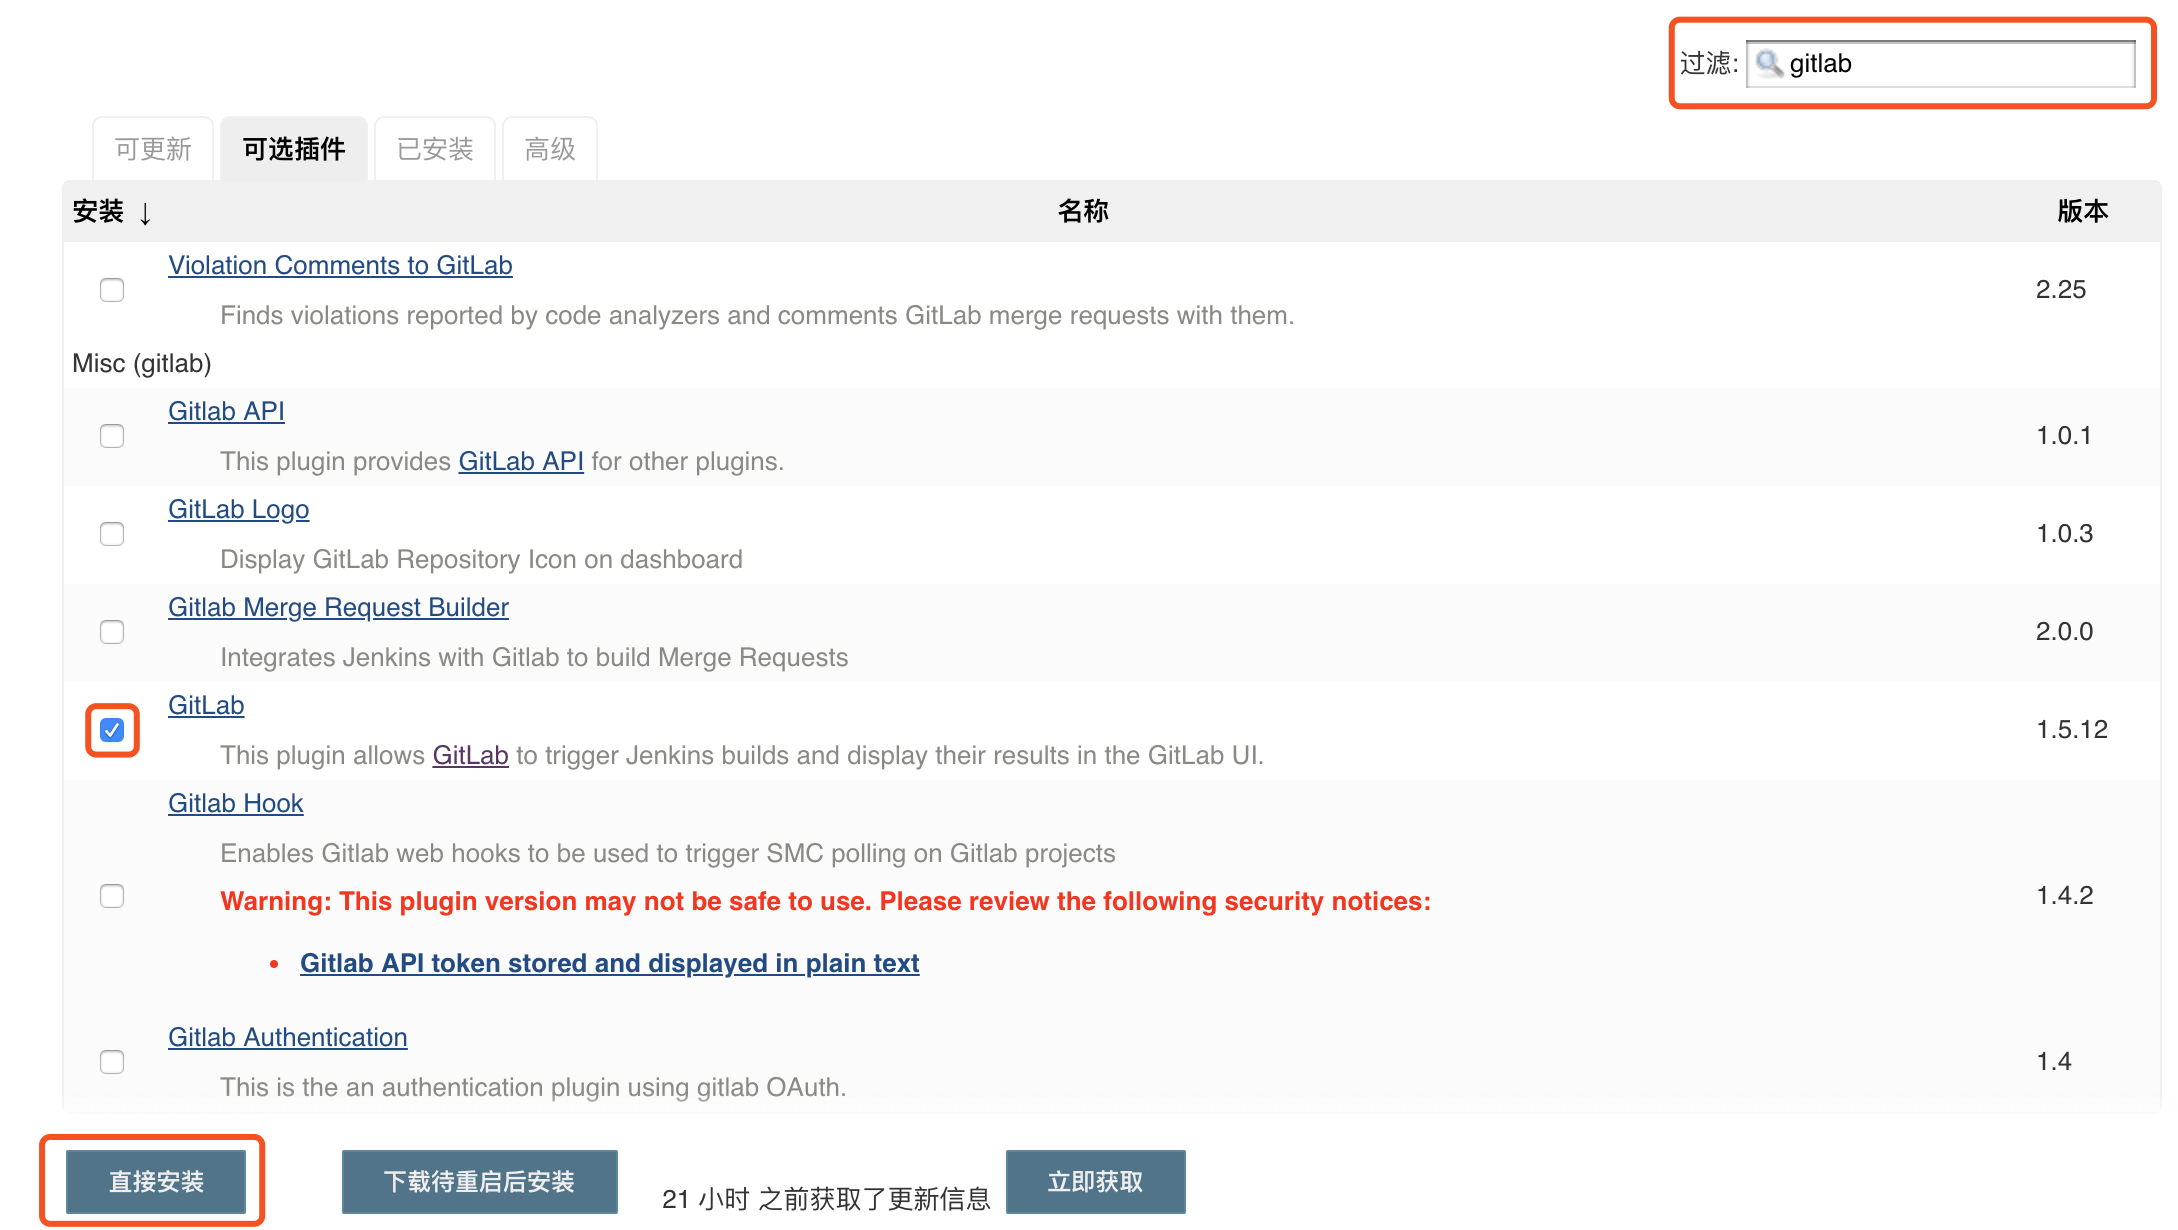 过滤: gitlab
可更新 可选插件 已安装 高级
安装 ↓ 名称 版本
Violation Comments to GitLab
2.25
Finds violations reported by code analyzers and comments GitLab merge requests with them.
Misc (gitlab)
Gitlab API
1.0.1
This plugin provides GitLab API for other plugins.
GitLab Logo
1.0.3
Display GitLab Repository Icon on dashboard
Gitlab Merge Request Builder
2.0.0
Integrates Jenkins with Gitlab to build Merge Requests
GitLab
1.5.12
This plugin allows GitLab to trigger Jenkins builds and display their results in the GitLab UI.
Gitlab Hook
Enables Gitlab web hooks to be used to trigger SMC polling on Gitlab projects
1.4.2
Warning: This plugin version may not be safe to use. Please review the following security notices:
• Gitlab API token stored and displayed in plain text
Gitlab Authentication
1.4
This is the an authentication plugin using gitlab OAuth.
直接安装 下载待重启后安装 21 小时 之前获取了更新信息 立即获取